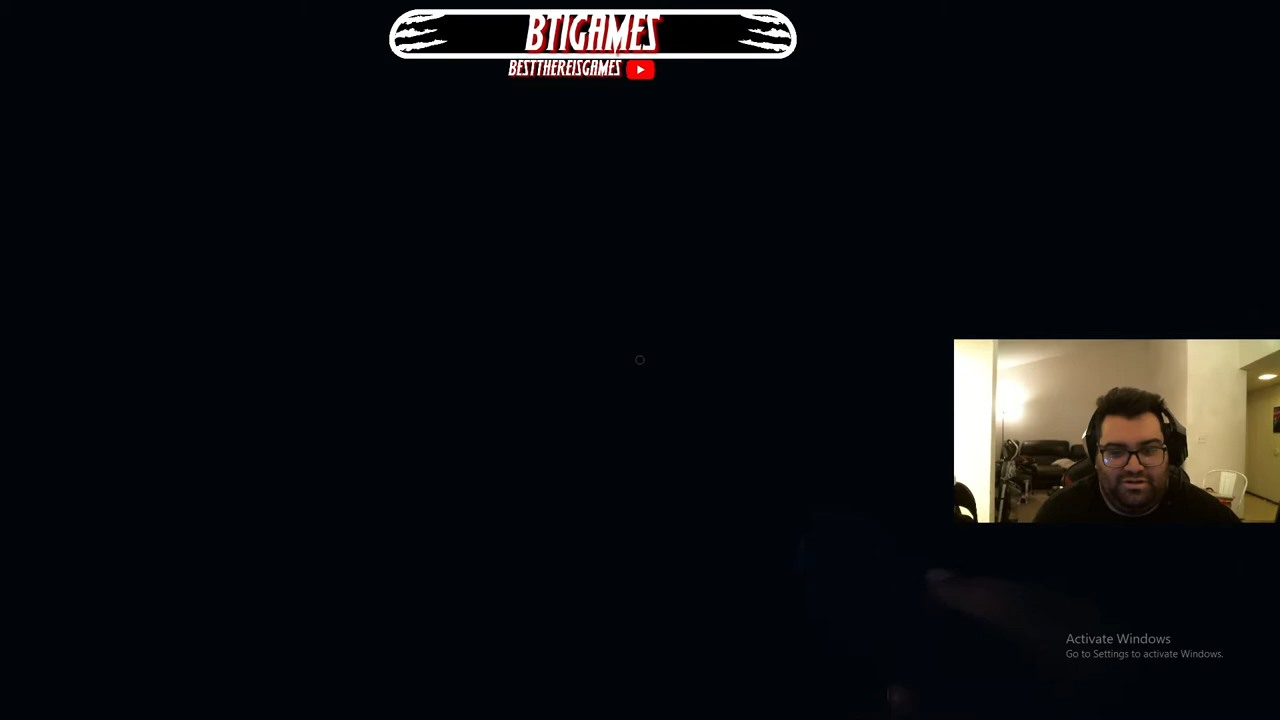 BTIGAMES
BESTTHEREISGAMES
Activate Windows
Go to Settings to activate Windows.